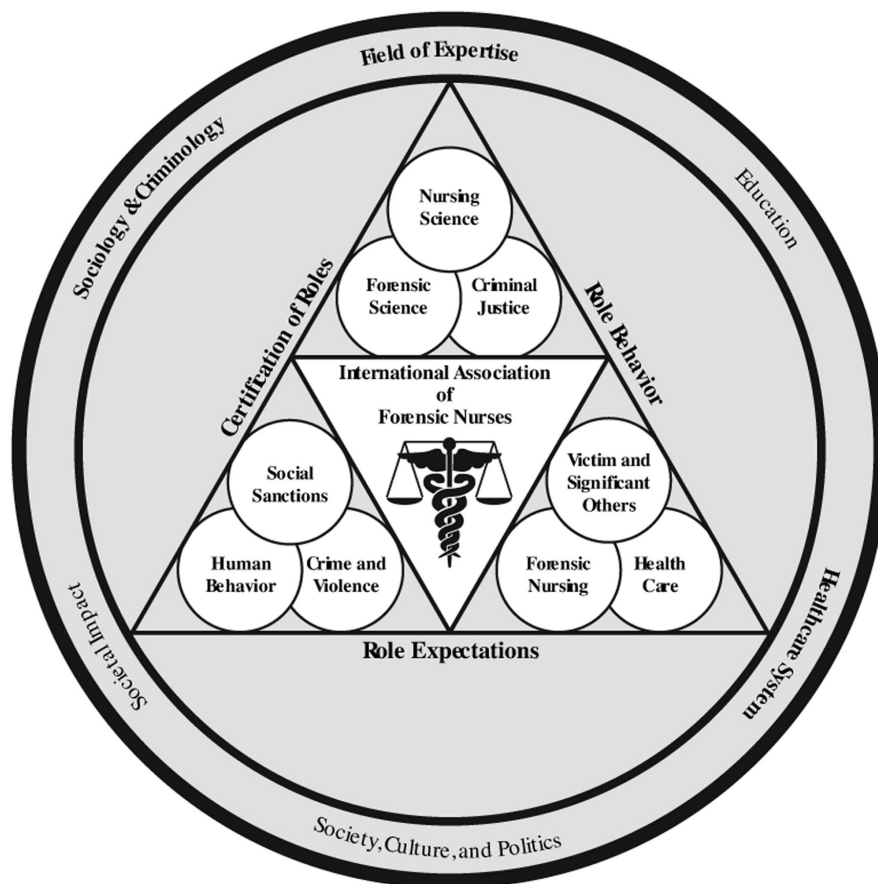 Field of Expertise
Sociology & Criminology
Education
Nursing
Science
Forensic
Science
Criminal
Justice
Certification of Roles
Role Behavior
International Association
of
Forensic Nurses
Social
Sanctions
Human
Behavior
Crime and
Violence
Victim and
Significant
Others
Forensic
Nursing
Health
Care
Role Expectations
Societal Impact
Healthcare System
Society, Culture, and Politics